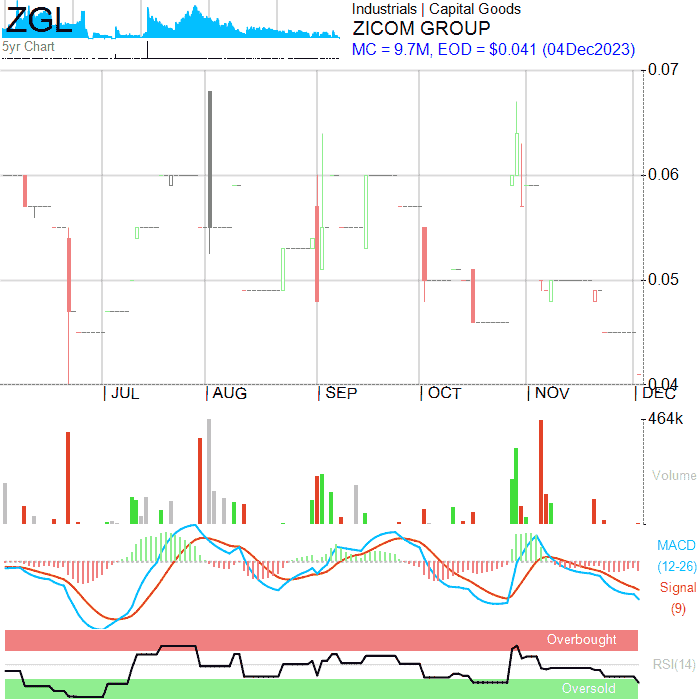 ZGL
5yr Chart
Industrials | Capital Goods
ZICOM GROUP
MC = 9.7M, EOD = $0.041 (04Dec2023)
0.07
0.06
0.05
0.04
JUL AUG SEP OCT NOV DEC
464k
Volume
MACD
(12-26)
Signal
(9)
Overbought
RSI(14)
Oversold